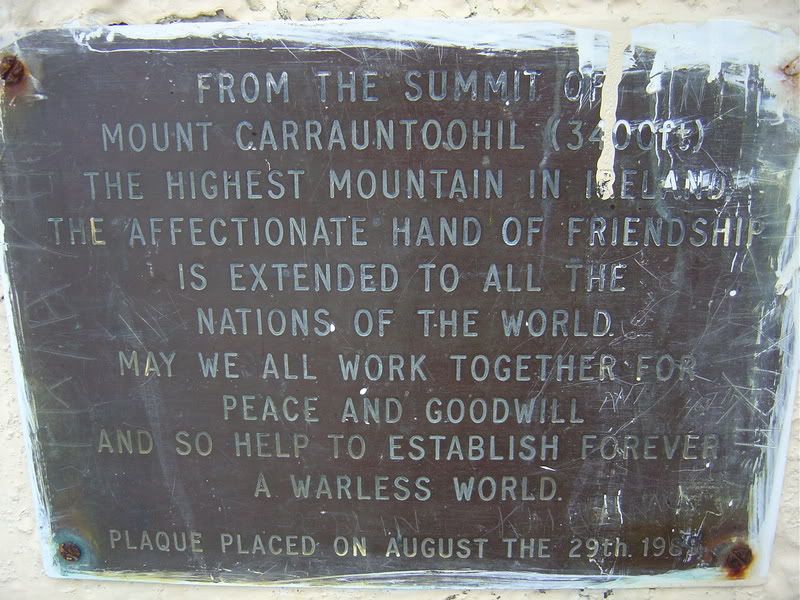 FROM THE SUMMIT OF
MOUNT CARRAUNTOOHIL (3400ft)
THE HIGHEST MOUNTAIN IN IRELAND
THE AFFECTIONATE HAND OF FRIENDSHIP
IS EXTENDED TO ALL THE
NATIONS OF THE WORLD.
MAY WE ALL WORK TOGETHER FOR
PEACE AND GOODWILL
AND SO HELP TO ESTABLISH FOREVER
A WARLESS WORLD.
PLAQUE PLACED ON AUGUST THE 29th.